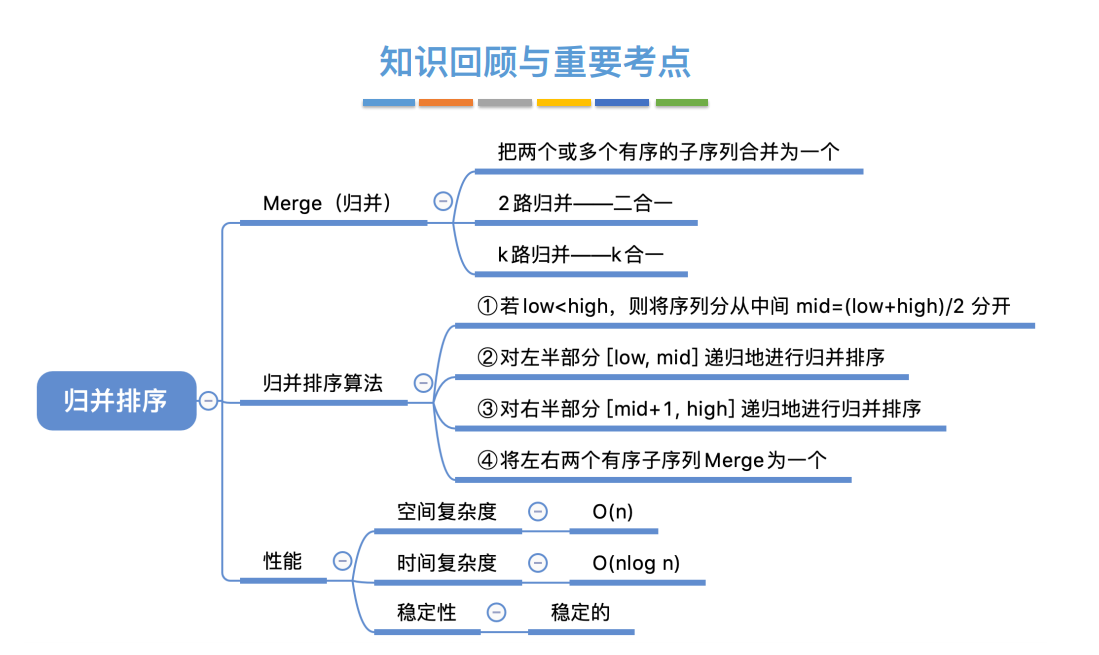 知识回顾与重要考点
归并排序
Merge（归并）
把两个或多个有序的子序列合并为一个
2路归并——二合一
k路归并——k合一
归并排序算法
①若low<high，则将序列分从中间 mid=(low+high)/2 分开
②对左半部分 [low, mid] 递归地进行归并排序
③对右半部分 [mid+1, high] 递归地进行归并排序
④将左右两个有序子序列Merge为一个
性能
空间复杂度
O(n)
时间复杂度
O(nlog n)
稳定性
稳定的